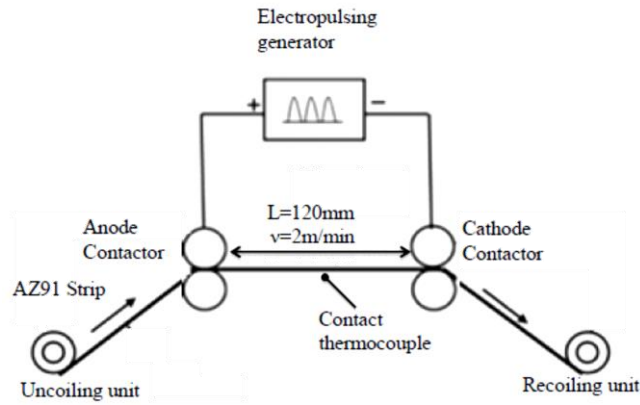 Electropulsing
generator
+
−
L=120mm
v=2m/min
Anode
Contactor
Cathode
Contactor
AZ91 Strip
Contact
thermocouple
Uncoiling unit
Recoiling unit